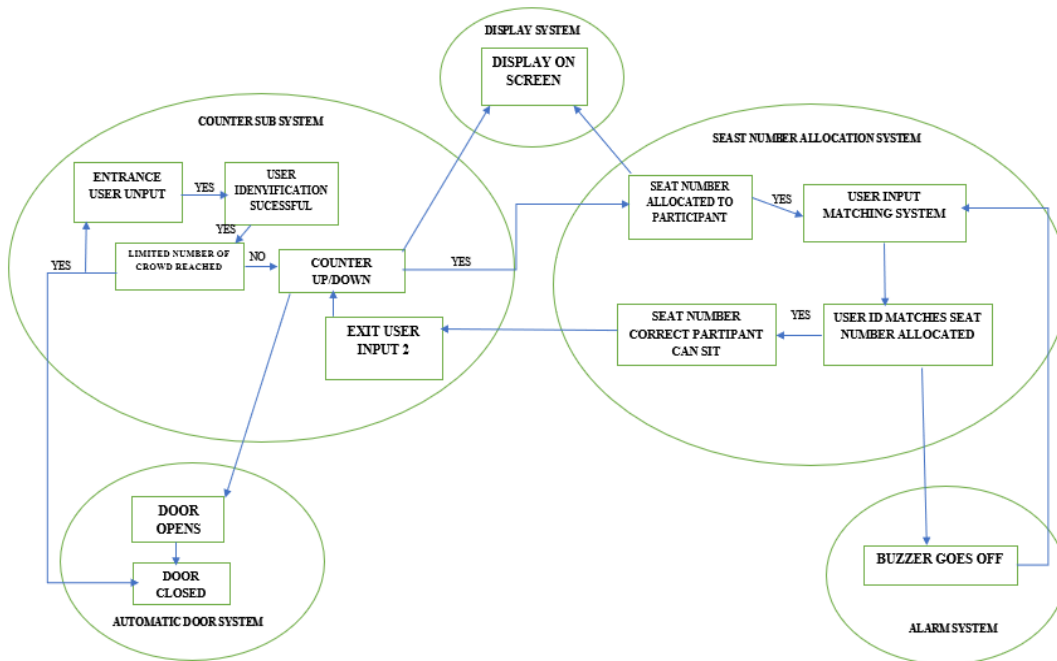 DISPLAY SYSTEM
DISPLAY ON
SCREEN
COUNTER SUB SYSTEM
ENTRANCE
USER UNPUT
YES
USER
IDENYIFICATION
SUCESSFUL
YES
LIMITED NUMBER OF
CROWD REACHED
YES
NO
COUNTER
UP/DOWN
YES
EXIT USER
INPUT 2
SEAST NUMBER ALLOCATION SYSTEM
SEAT NUMBER
ALLOCATED TO
PARTICIPANT
YES
USER INPUT
MATCHING SYSTEM
USER ID MATCHES SEAT
NUMBER ALLOCATED
YES
SEAT NUMBER
CORRECT PARTIPANT
CAN SIT
DOOR
OPENS
DOOR
CLOSED
AUTOMATIC DOOR SYSTEM
BUZZER GOES OFF
ALARM SYSTEM